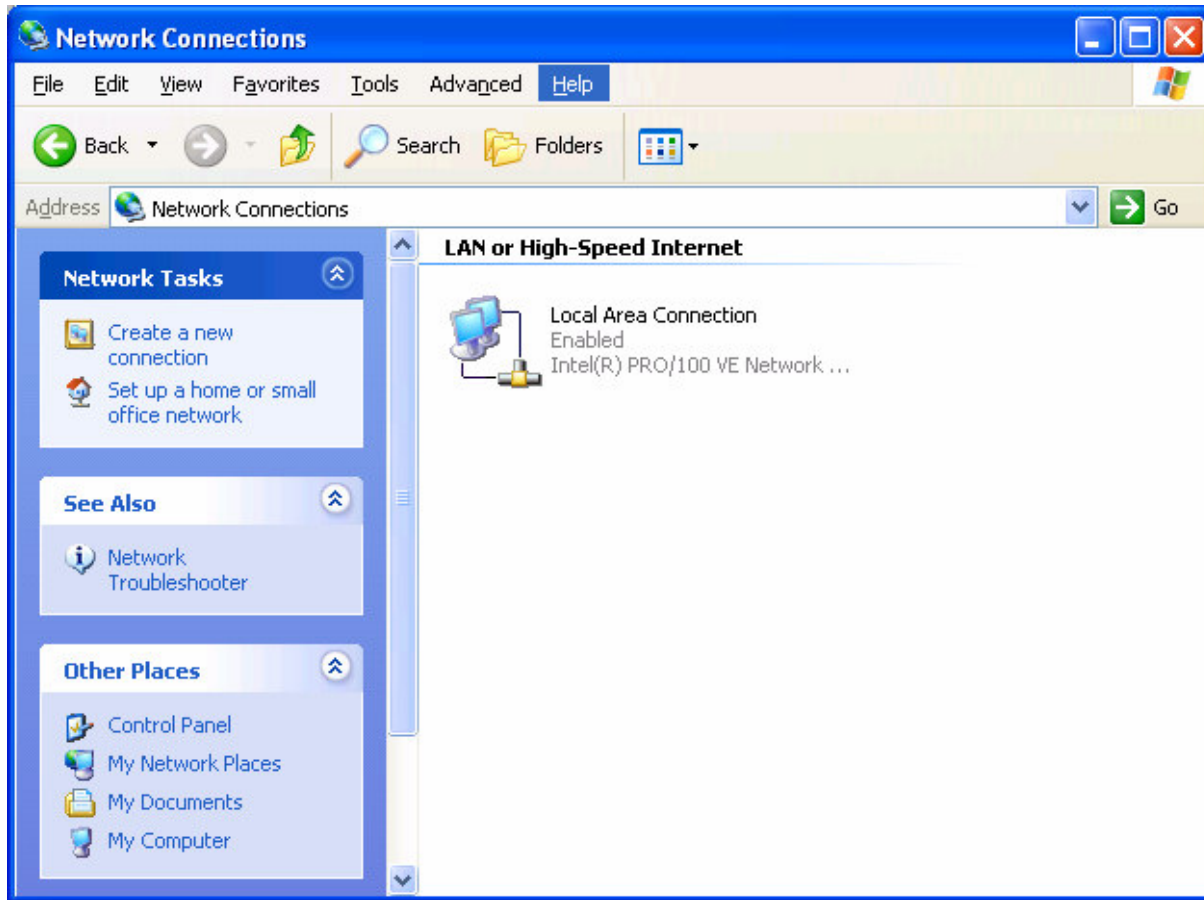 Network Connections
File Edit View Favorites Tools Advanced Help
Back Search Folders
Address Network Connections Go
Network Tasks
Create a new
connection
Set up a home or small
office network
See Also
Network
Troubleshooter
Other Places
Control Panel
My Network Places
My Documents
My Computer
LAN or High-Speed Internet
Local Area Connection
Enabled
Intel(R) PRO/100 VE Network ...